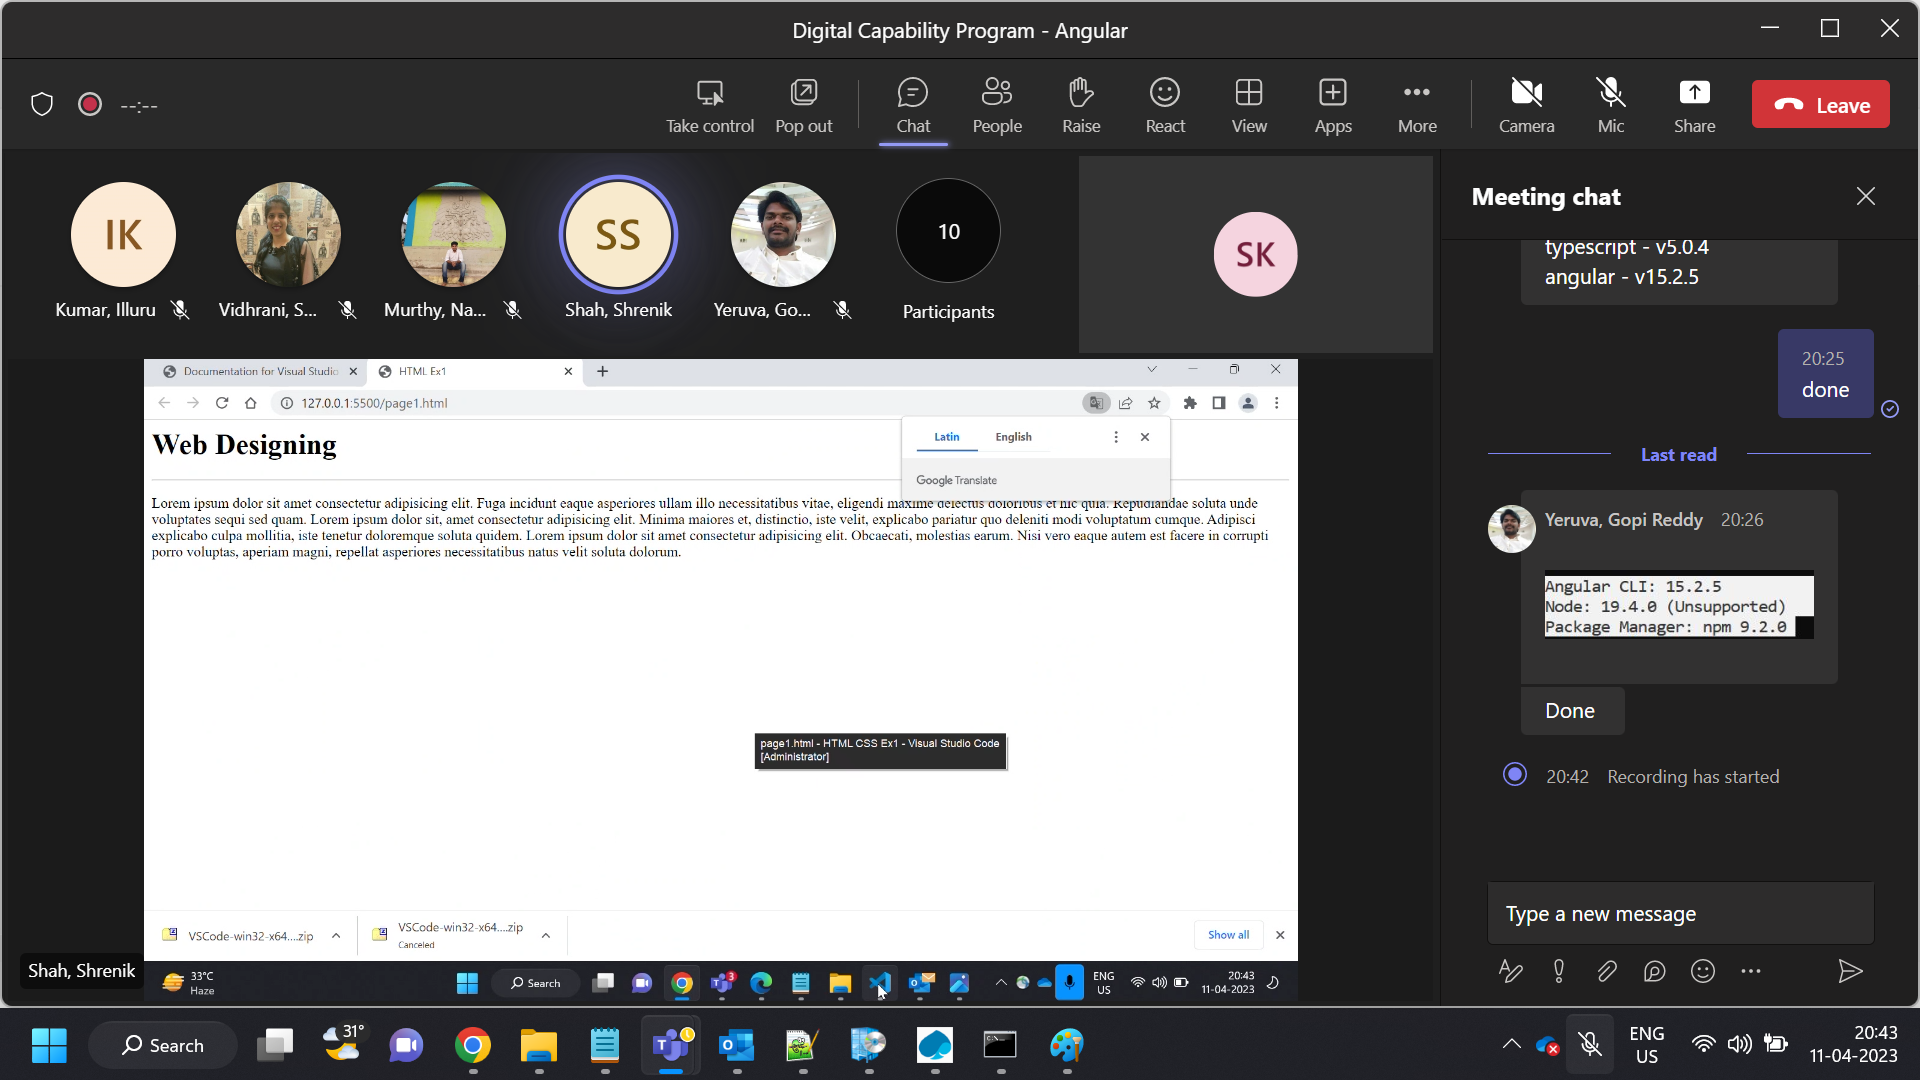 Digital Capability Program - Angular
--:--
Take control
Pop out
Chat
People
Raise
React
View
Apps
More
Camera
Mic
Share
Leave
IK
SS
10
SK
Kumar, Illuru
Vidhrani, S...
Murthy, Na...
Shah, Shrenik
Yeruva, Go...
Participants
Meeting chat
typescript - v5.0.4
angular - v15.2.5
20:25
done
Last read
Yeruva, Gopi Reddy 20:26
Angular CLI: 15.2.5
Node: 19.4.0 (Unsupported)
Package Manager: npm 9.2.0
Done
20:42 Recording has started
Type a new message
Documentation for Visual Studio
HTML Ex1
127.0.0.1:5500/page1.html
Latin
English
Google Translate
Web Designing
Lorem ipsum dolor sit amet consectetur adipisicing elit. Fuga incidunt eaque asperiores ullam illo necessitatibus vitae, eligendi maxime delectus doloribus et hic quia. Repudiandae soluta unde
voluptates sequi sed quam. Lorem ipsum dolor sit, amet consectetur adipisicing elit. Minima maiores et, distinctio, iste velit, explicabo pariatur quo deleniti modi voluptatum cumque. Adipisci
explicabo culpa mollitia, iste tenetur doloremque soluta quidem. Lorem ipsum dolor sit amet consectetur adipisicing elit. Obcaecati, molestias earum. Nisi vero eaque autem est facere in corrupti
porro voluptas, aperiam magni, repellat asperiores necessitatibus natus velit soluta dolorum.
page1.html - HTML CSS Ex1 - Visual Studio Code
[Administrator]
VSCode-win32-x64....zip
VSCode-win32-x64....zip
Canceled
Show all
Shah, Shrenik
33°C
Haze
Search
3
ENG
US
20:43
11-04-2023
Search
31°
ENG
US
20:43
11-04-2023